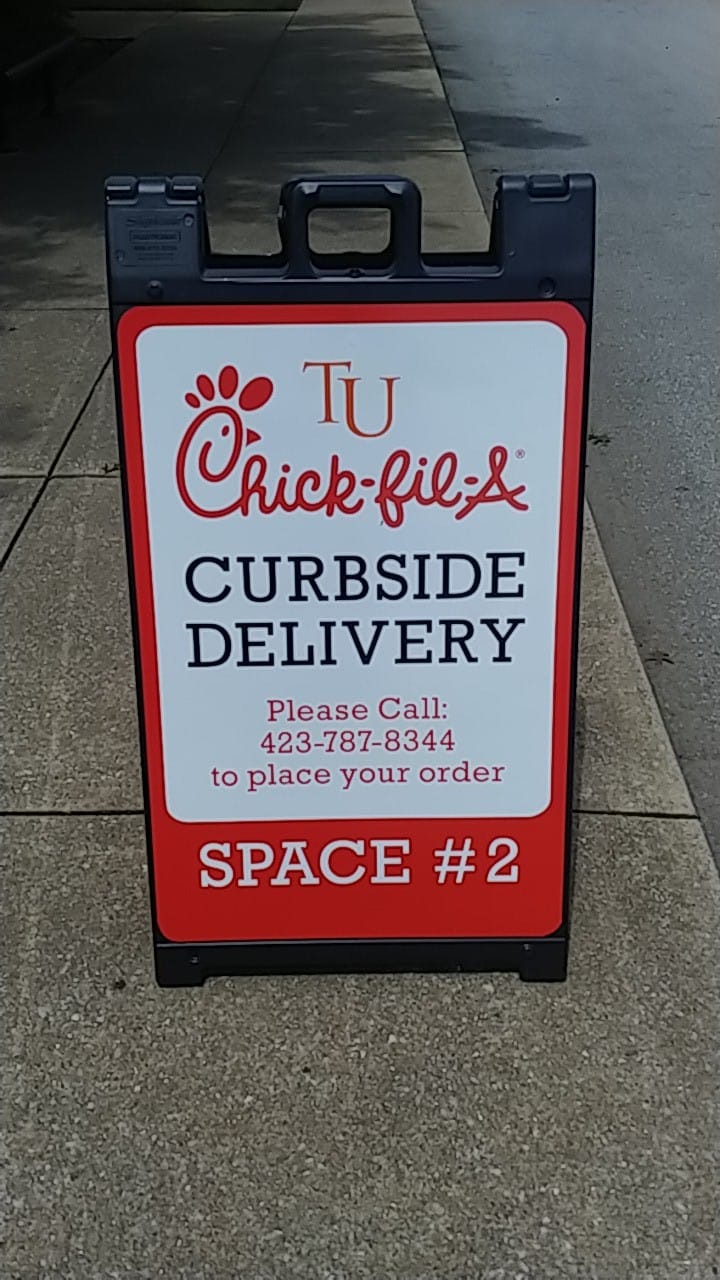 TU
Chick-fil-A®
CURBSIDE
DELIVERY
Please Call:
423-787-8344
to place your order
SPACE #2